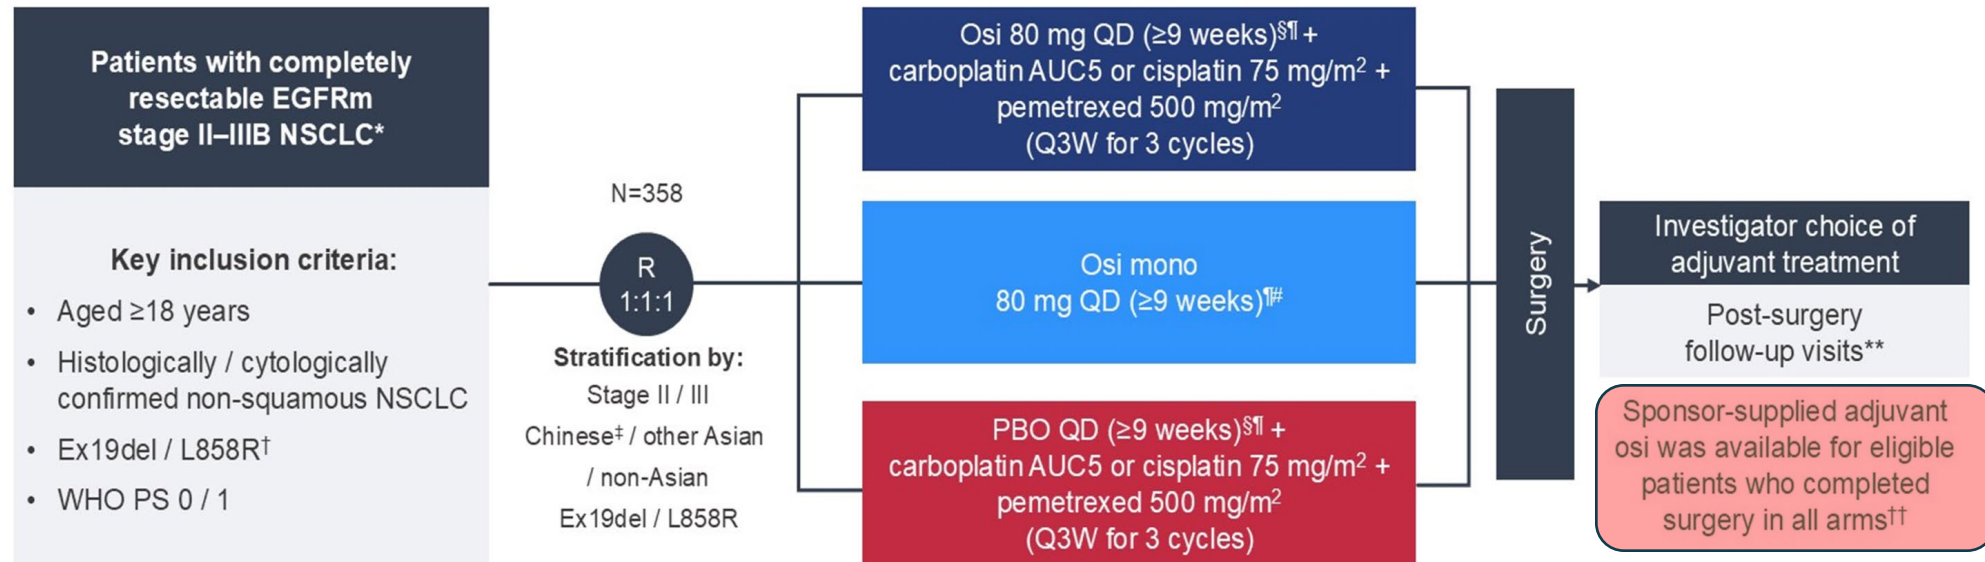 Patients with completely
resectable EGFRm
stage II–IIIB NSCLC*
Key inclusion criteria:
• Aged ≥18 years
• Histologically / cytologically
confirmed non-squamous NSCLC
• Ex19del / L858R†
• WHO PS 0 / 1
N=358
R
1:1:1
Stratification by:
Stage II / III
Chinese‡ / other Asian
/ non-Asian
Ex19del / L858R
Osi 80 mg QD (≥9 weeks)§¶ +
carboplatin AUC5 or cisplatin 75 mg/m² +
pemetrexed 500 mg/m²
(Q3W for 3 cycles)
Osi mono
80 mg QD (≥9 weeks)¶#
PBO QD (≥9 weeks)§¶ +
carboplatin AUC5 or cisplatin 75 mg/m² +
pemetrexed 500 mg/m²
(Q3W for 3 cycles)
Surgery
Investigator choice of
adjuvant treatment
Post-surgery
follow-up visits**
Sponsor-supplied adjuvant
osi was available for eligible
patients who completed
surgery in all arms††